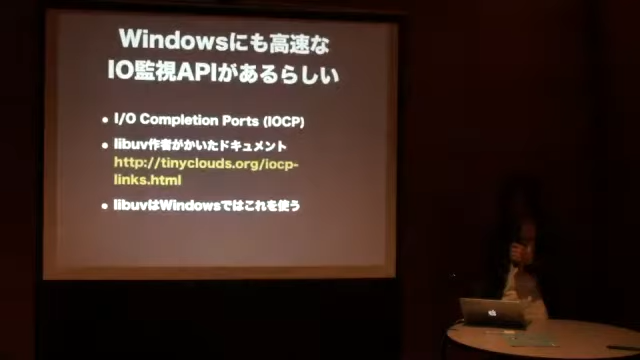 Windowsにも高速な
IO監視APIがあるらしい
• I/O Completion Ports (IOCP)
• libuv作者がかいたドキュメント
http://tinyclouds.org/iocp-
links.html
• libuvはWindowsではこれを使う